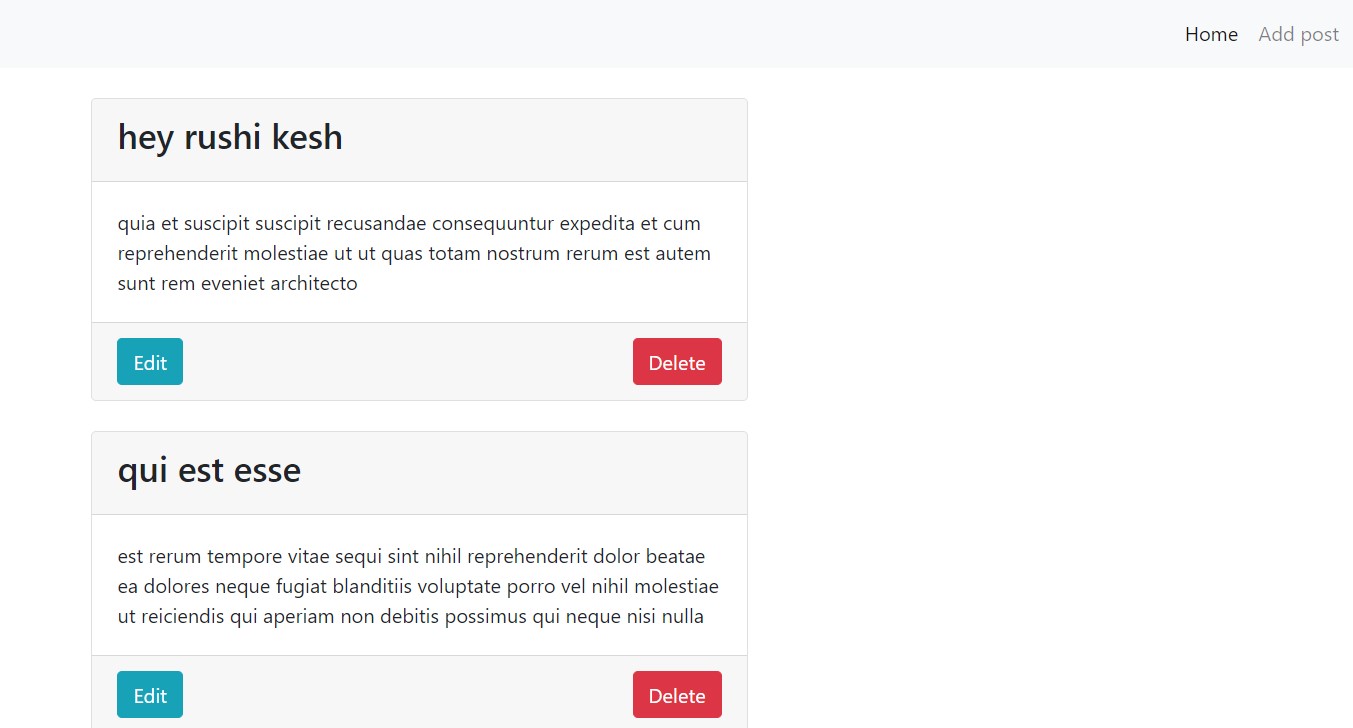 Home Add post
hey rushi kesh
quia et suscipit suscipit recusandae consequuntur expedita et cum
reprehenderit molestiae ut ut quas totam nostrum rerum est autem
sunt rem eveniet architecto
Edit Delete
qui est esse
est rerum tempore vitae sequi sint nihil reprehenderit dolor beatae
ea dolores neque fugiat blanditiis voluptate porro vel nihil molestiae
ut reiciendis qui aperiam non debitis possimus qui neque nisi nulla
Edit Delete